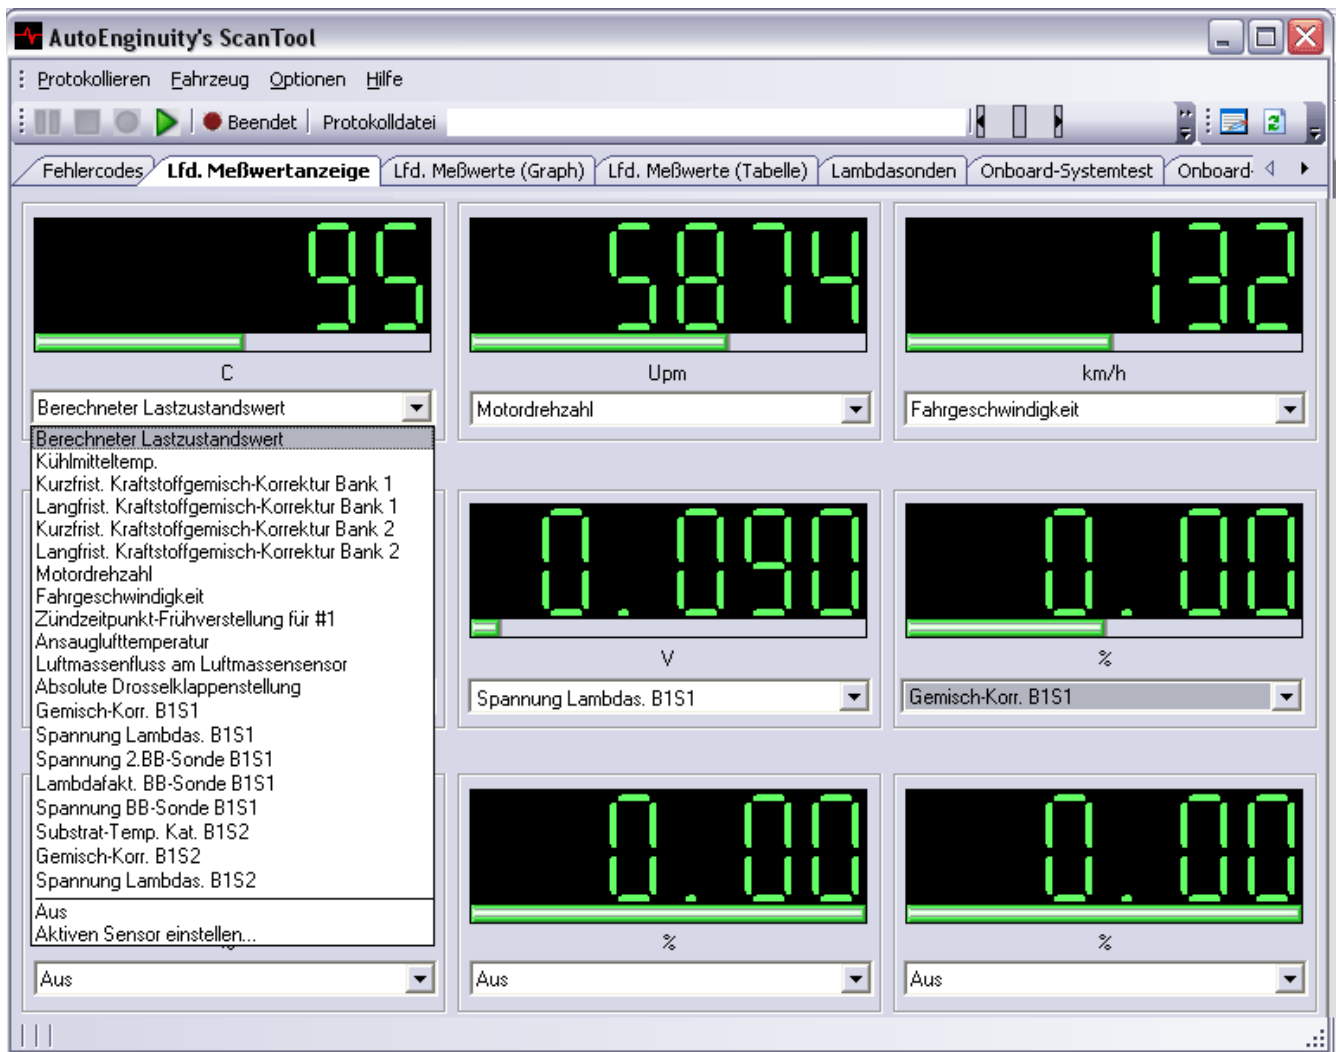 AutoEnginuity's ScanTool
Protokollieren Fahrzeug Optionen Hilfe
Beendet Protokolldatei
Fehlercodes Lfd. Meßwertanzeige Lfd. Meßwerte (Graph) Lfd. Meßwerte (Tabelle) Lambdasonden Onboard-Systemtest Onboard-
95 5874 132
C Upm km/h
Berechneter Lastzustandswert Motordrehzahl Fahrgeschwindigkeit
Berechneter Lastzustandswert
Kühlmitteltemp.
Kurzfrist. Kraftstoffgemisch-Korrektur Bank 1
Langfrist. Kraftstoffgemisch-Korrektur Bank 1
Kurzfrist. Kraftstoffgemisch-Korrektur Bank 2
Langfrist. Kraftstoffgemisch-Korrektur Bank 2
Motordrehzahl
Fahrgeschwindigkeit
Zündzeitpunkt-Frühverstellung für #1
Ansauglufttemperatur
Luftmassenfluss am Luftmassensensor
Absolute Drosselklappenstellung
Gemisch-Korr. B1S1
Spannung Lambdas. B1S1
Spannung 2.BB-Sonde B1S1
Lambdafakt. BB-Sonde B1S1
Spannung BB-Sonde B1S1
Substrat-Temp. Kat. B1S2
Gemisch-Korr. B1S2
Spannung Lambdas. B1S2
Aus
Aktiven Sensor einstellen...
0.090 0.00
V %
Spannung Lambdas. B1S1 Gemisch-Korr. B1S1
0.00 0.00
% %
Aus Aus Aus